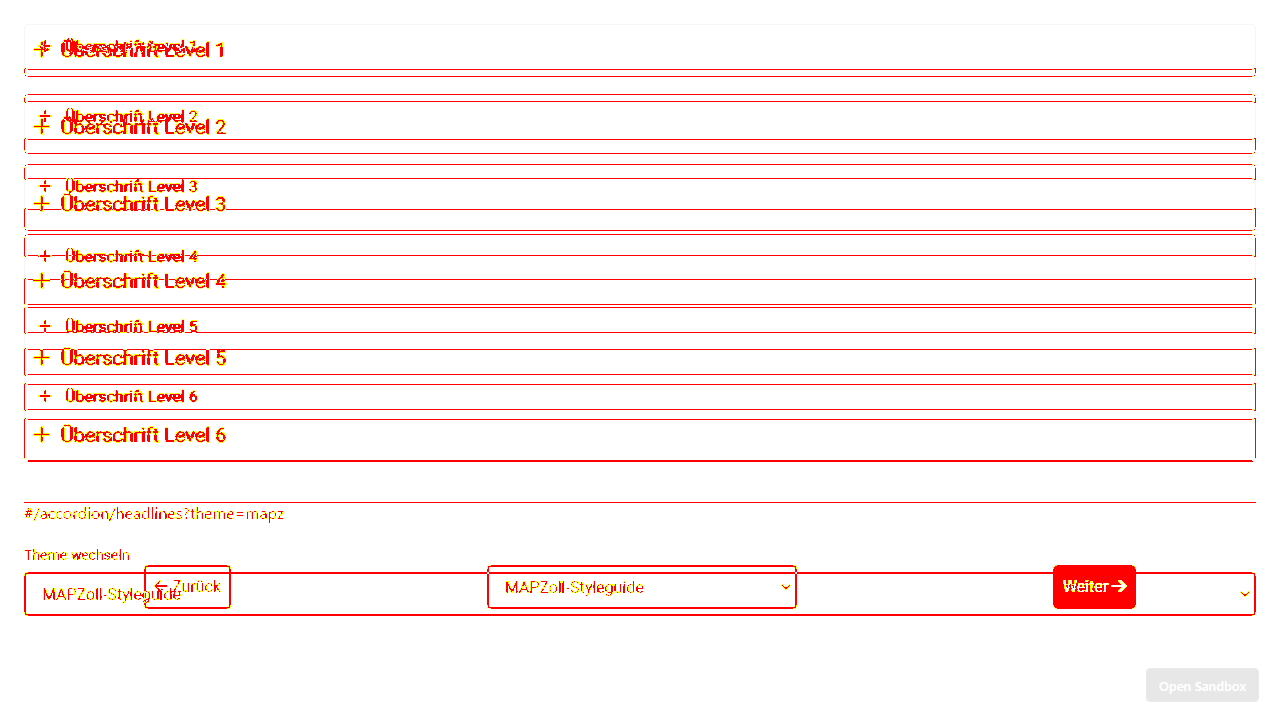 + Überschrift Level 1
+ Überschrift Level 1
+ Überschrift Level 2
+ Überschrift Level 2
+ Überschrift Level 3
+ Überschrift Level 3
+ Überschrift Level 4
+ Überschrift Level 4
+ Überschrift Level 5
+ Überschrift Level 5
+ Überschrift Level 6
+ Überschrift Level 6
#/accordion/headlines?theme=mapz
Theme wechseln
← Zurück
MAPZoll-Styleguide
Weiter →
MAPZoll-Styleguide
Open Sandbox